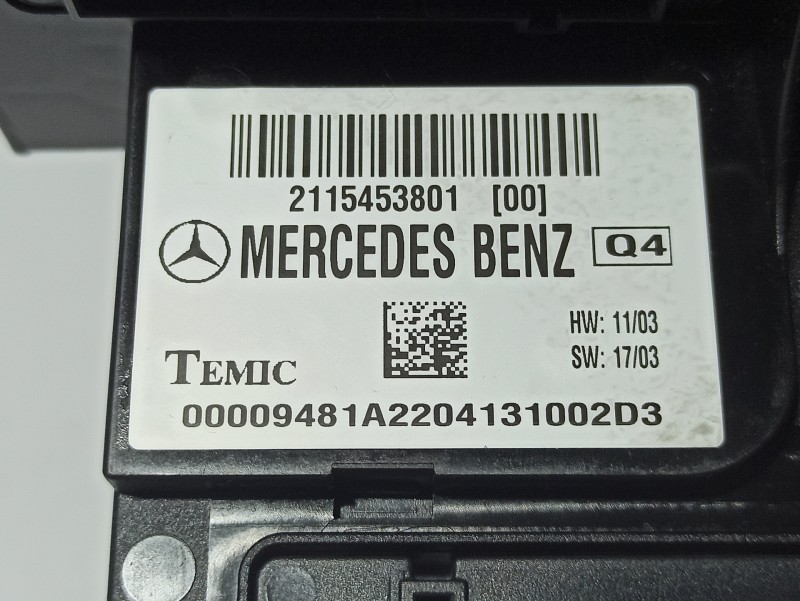 2115453801 [00]
MERCEDES BENZ Q4
HW: 11/03
SW: 17/03
TEMIC
00009481A2204131002D3